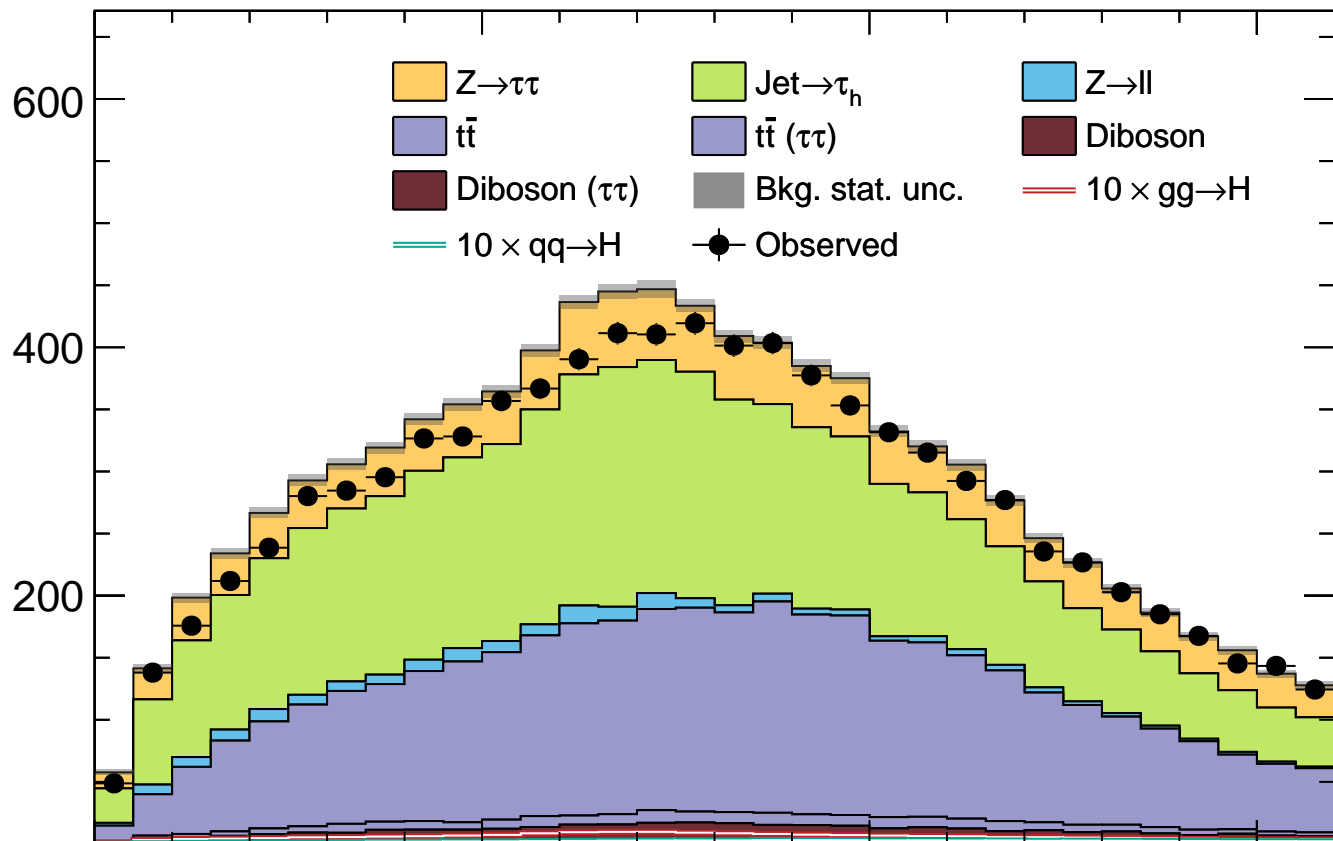 600
Z→ττ Jet→τh Z→ll
tt̄ tt̄ (ττ) Diboson
Diboson (ττ) Bkg. stat. unc. 10 × gg→H
10 × qq→H Observed
400
200